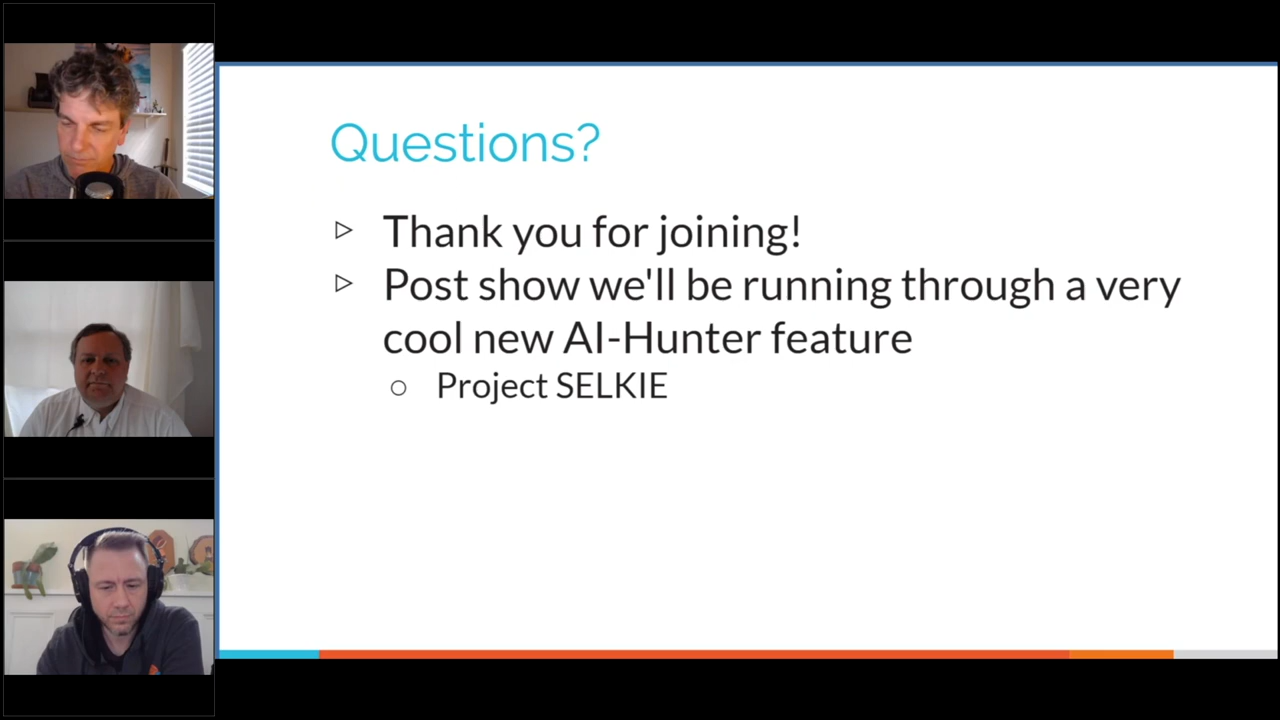 Questions?
Thank you for joining!
Post show we'll be running through a very
cool new AI-Hunter feature
Project SELKIE